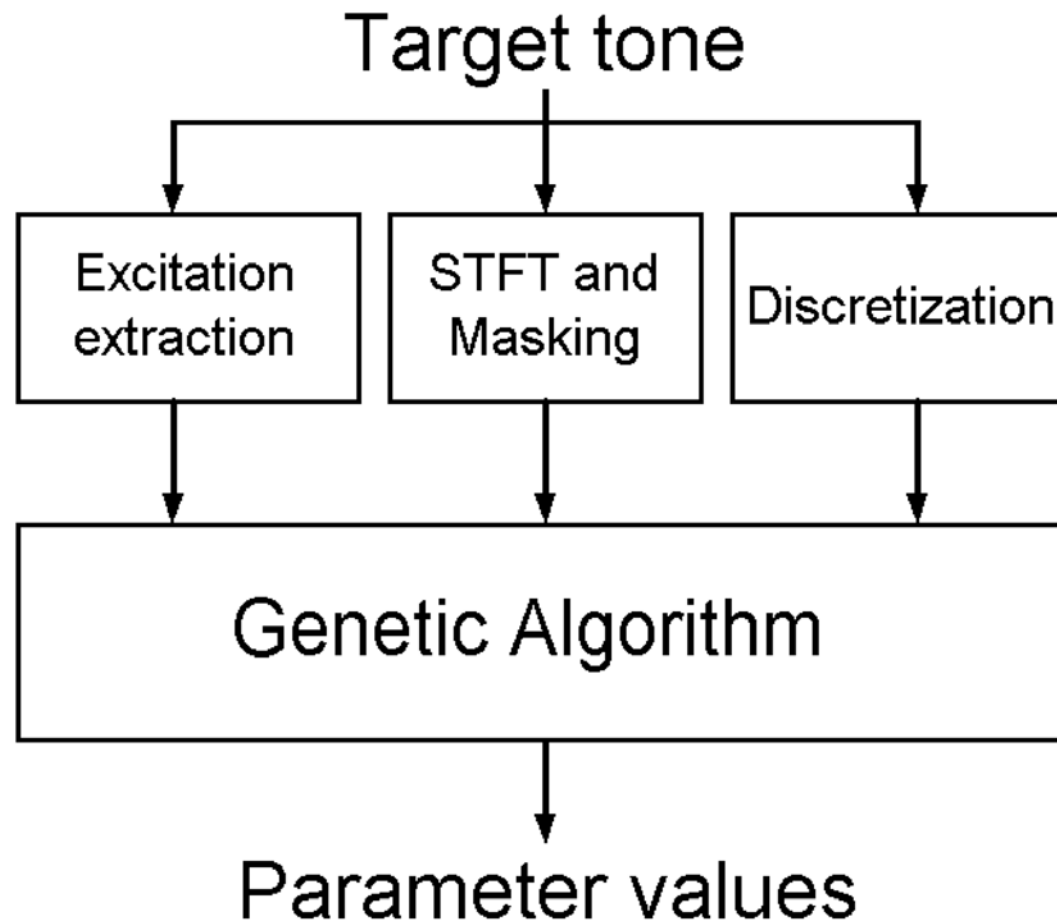 Target tone
Excitation
extraction
STFT and
Masking
Discretization
Genetic Algorithm
Parameter values